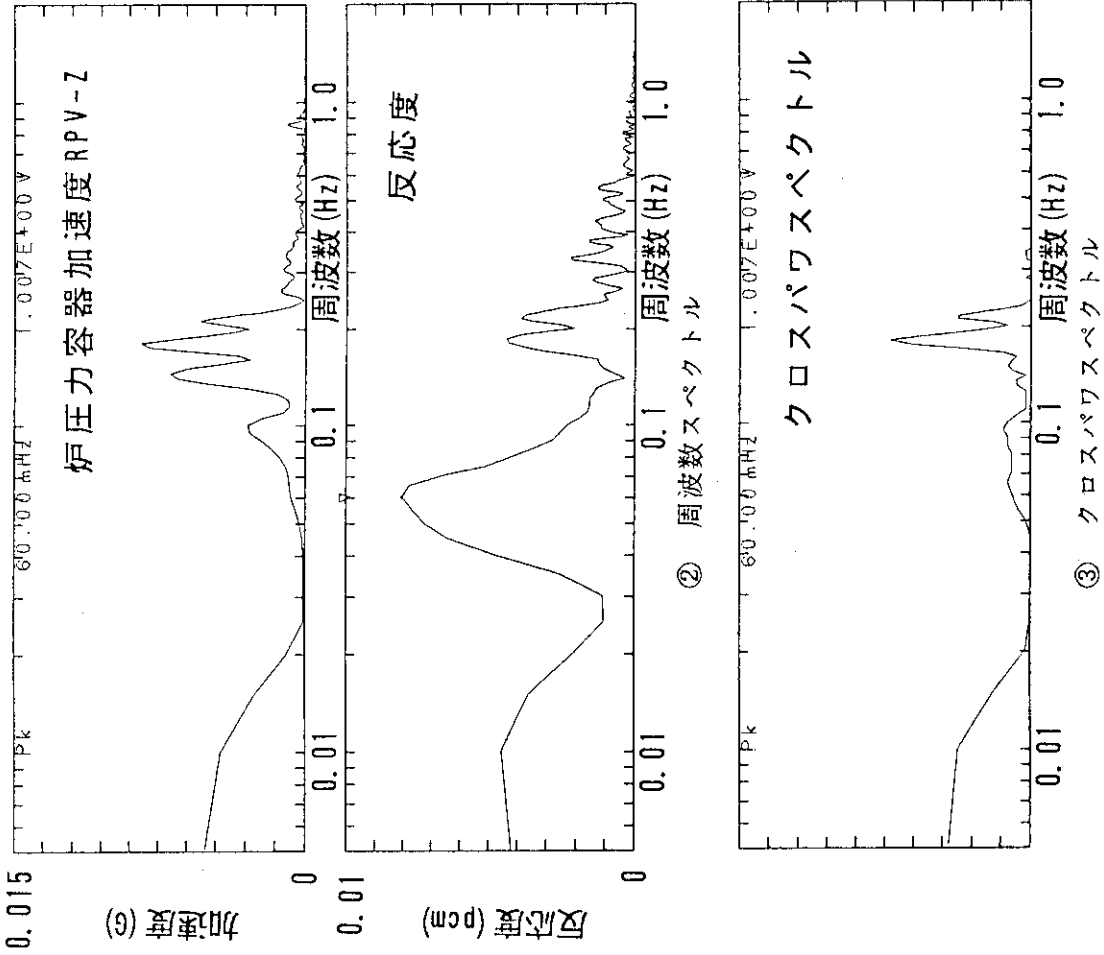 0.015
加速度(G)
0
Pk 60.00 mHz 1.007E+00 V
炉圧力容器加速度RPV-Z
0.01 0.1 周波数(Hz) 1.0
0.01
反応度(pcm)
0
反応度
0.01 0.1 周波数(Hz) 1.0
② 周波数スペクトル
Pk 60.00 mHz 1.007E+00 V
クロスパワスペクトル
0.01 0.1 周波数(Hz) 1.0
③ クロスパワスペクトル